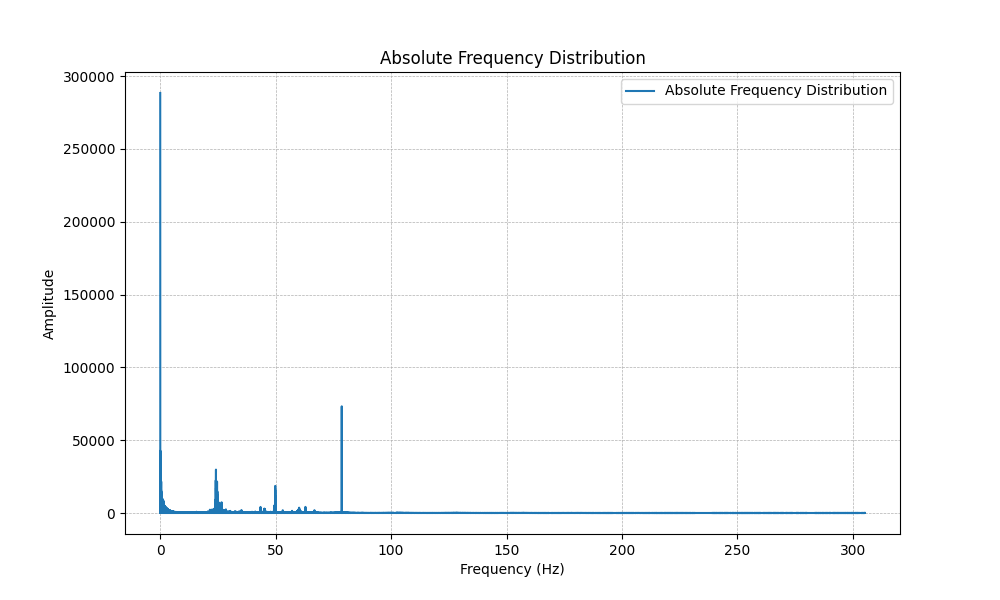 Absolute Frequency Distribution
Absolute Frequency Distribution
300000
250000
200000
150000
100000
50000
0
Amplitude
0 50 100 150 200 250 300
Frequency (Hz)